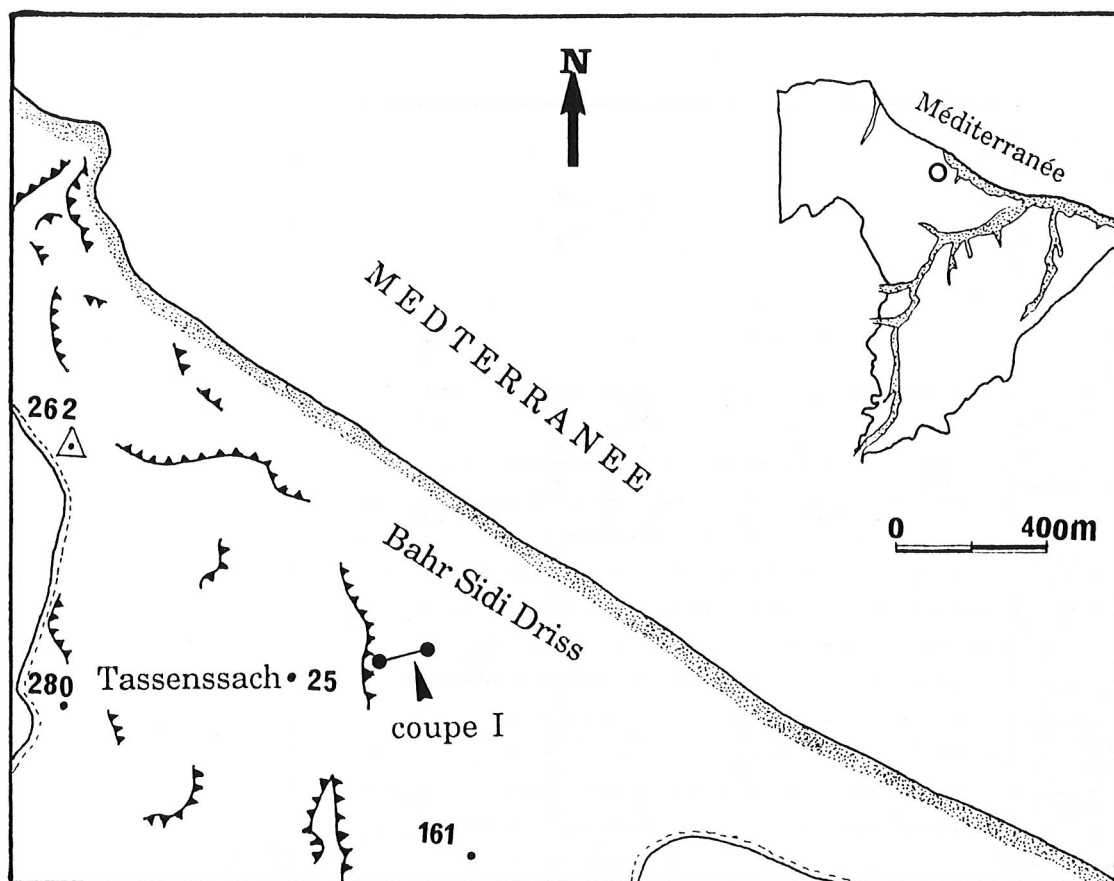 N
Méditerranée
MEDTERRANEE
262
0 400m
Bahr Sidi Driss
280 Tassenssach 25
coupe I
161